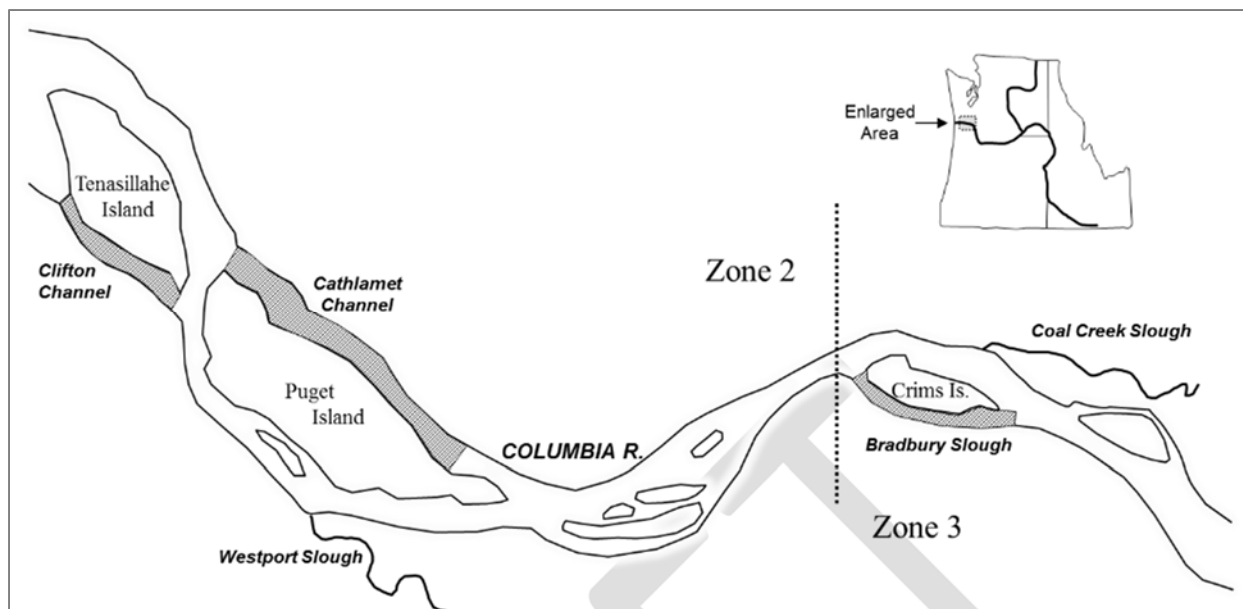 Enlarged
Area
Tenasillahe
Island
Clifton
Channel
Cathlamet
Channel
Zone 2
Coal Creek Slough
Puget
Island
Crims Is.
COLUMBIA R.
Bradbury Slough
Zone 3
Westport Slough